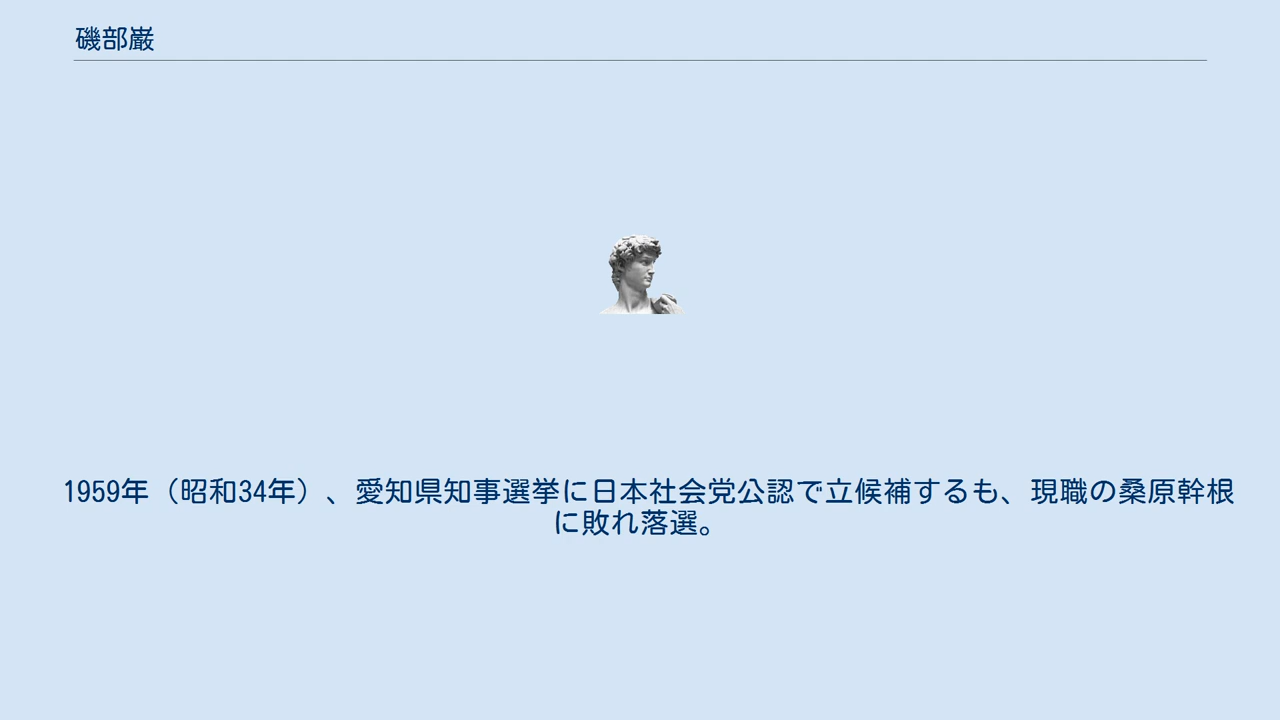 磯部巌
1959年（昭和34年）、愛知県知事選挙に日本社会党公認で立候補するも、現職の桑原幹根
に敗れ落選。